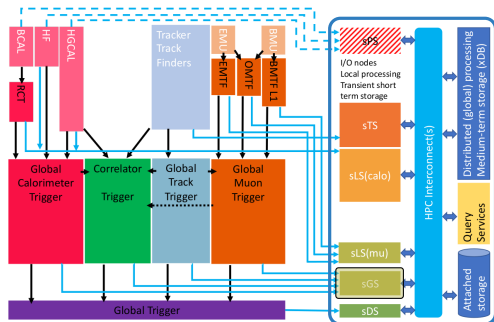 BCAL
HF
HGCAL
Tracker
Track
Finders
EMU
BMU
EMTF
OMTF
BMTF L1
RCT
Global
Calorimeter
Trigger
Correlator
Trigger
Global
Track
Trigger
Global
Muon
Trigger
Global Trigger
sPS
I/O nodes
Local processing
Transient short
term storage
sTS
sLS(calo)
sLS(mu)
sGS
sDS
HPC Interconnect(s)
Distributed (global) processing
Medium-term storage (xDB)
Query
Services
Attached
storage